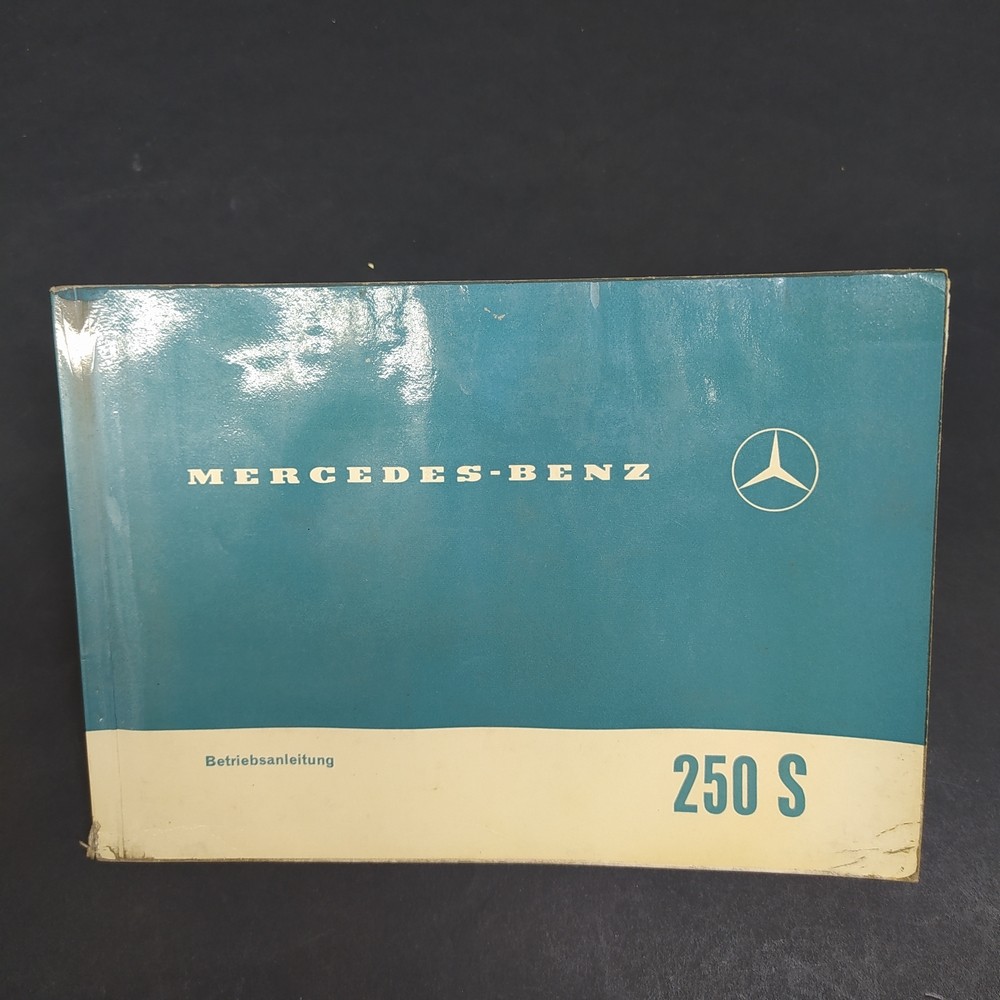 MERCEDES-BENZ
Betriebsanleitung
250 S